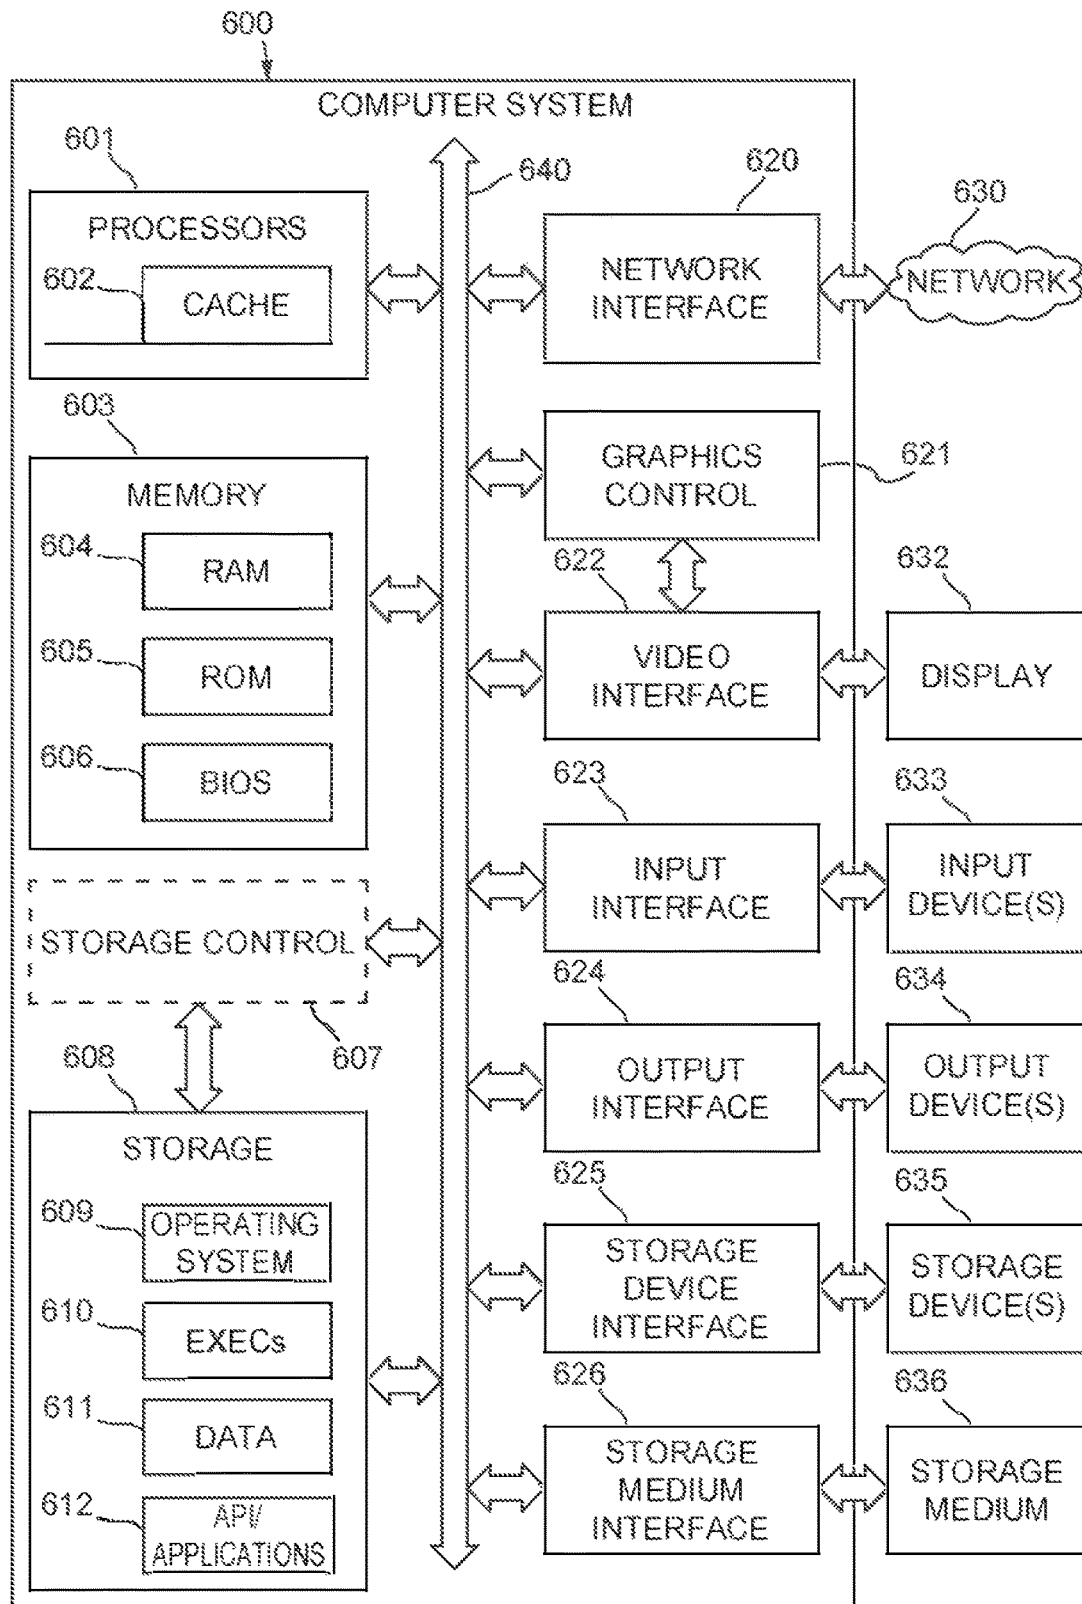 600
COMPUTER SYSTEM
601
PROCESSORS
602
CACHE
603
MEMORY
604
RAM
605
ROM
606
BIOS
STORAGE CONTROL
607
608
STORAGE
609
OPERATING
SYSTEM
610
EXECs
611
DATA
612
API/
APPLICATIONS
640
620
NETWORK
INTERFACE
630
NETWORK
GRAPHICS
CONTROL
621
622
VIDEO
INTERFACE
632
DISPLAY
623
INPUT
INTERFACE
633
INPUT
DEVICE(S)
624
OUTPUT
INTERFACE
634
OUTPUT
DEVICE(S)
625
STORAGE
DEVICE
INTERFACE
635
STORAGE
DEVICE(S)
626
STORAGE
MEDIUM
INTERFACE
636
STORAGE
MEDIUM